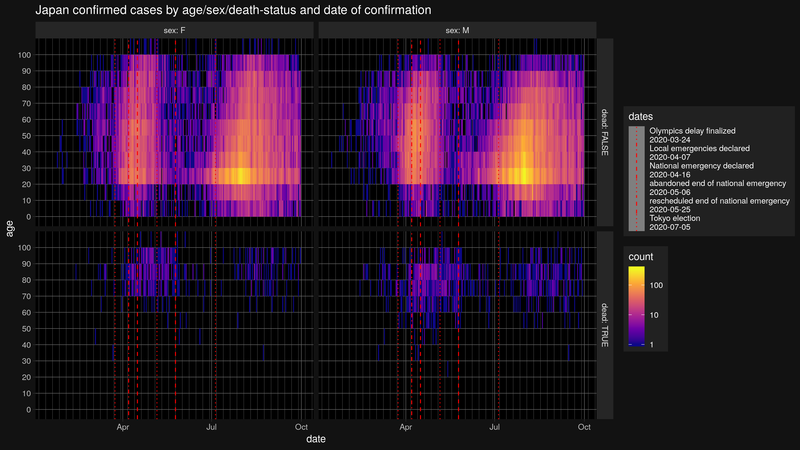 Japan confirmed cases by age/sex/death-status and date of confirmation
sex: F
sex: M
100
90
80
70
60
50
40
30
20
10
0
dead: FALSE
age
100
90
80
70
60
50
40
30
20
10
0
dead: TRUE
Apr
Jul
Oct
Apr
Jul
Oct
date
dates
Olympics delay finalized
2020-03-24
Local emergencies declared
2020-04-07
National emergency declared
2020-04-16
abandoned end of national emergency
2020-05-06
rescheduled end of national emergency
2020-05-25
Tokyo election
2020-07-05
count
100
10
1